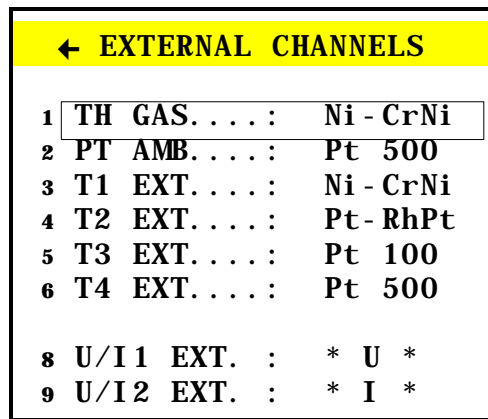 ← EXTERNAL CHANNELS
1 TH GAS....: Ni-CrNi
2 PT AMB....: Pt 500
3 T1 EXT....: Ni-CrNi
4 T2 EXT....: Pt-RhPt
5 T3 EXT....: Pt 100
6 T4 EXT....: Pt 500
8 U/I1 EXT. : * U *
9 U/I2 EXT. : * I *